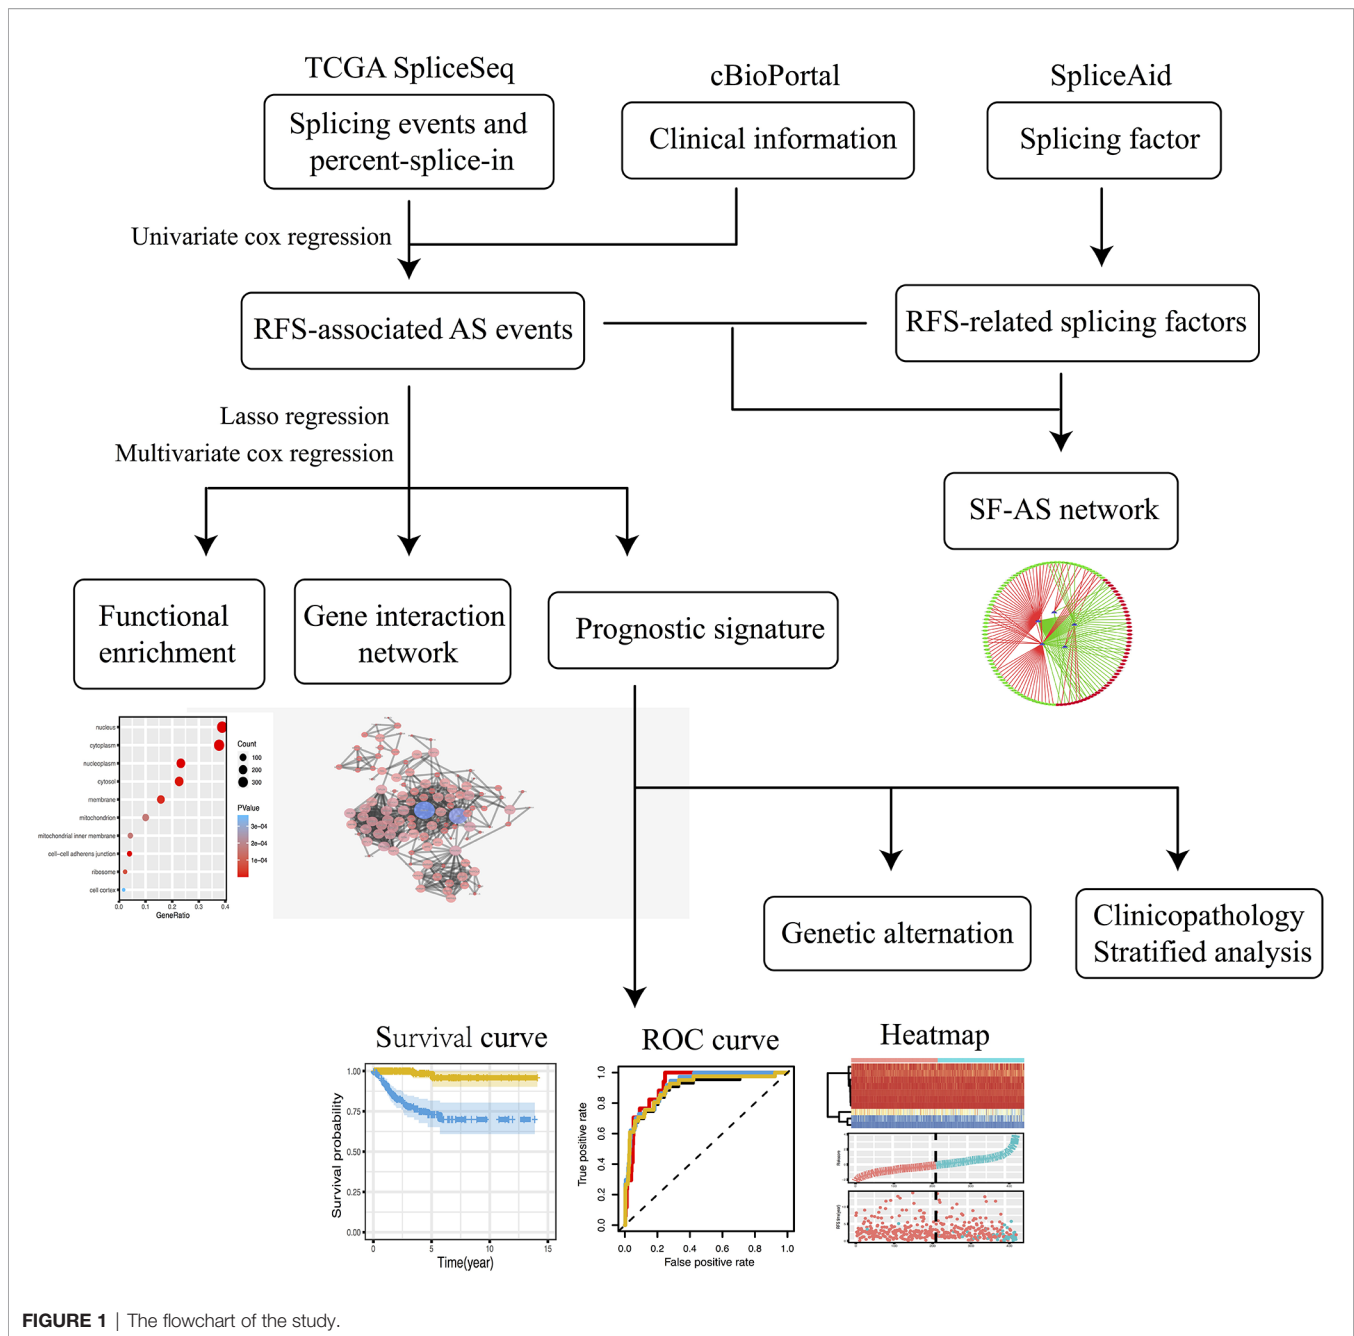 TCGA SpliceSeq
cBioPortal
SpliceAid
Splicing events and
percent-splice-in
Clinical information
Splicing factor
Univariate cox regression
RFS-associated AS events
RFS-related splicing factors
Lasso regression
Multivariate cox regression
SF-AS network
Functional
enrichment
Gene interaction
network
Prognostic signature
nucleus
cytoplasm
nucleoplasm
cytosol
membrane
mitochondrion
mitochondrial inner membrane
cell-cell adherens junction
ribosome
cell cortex
0.0 0.1 0.2 0.3 0.4
GeneRatio
Count
100
200
300
PValue
3e-04
2e-04
1e-04
Genetic alternation
Clinicopathology
Stratified analysis
Survival curve
1.00
0.75
0.50
0.25
0.00
Survival probability
0 5 10 15
Time(year)
ROC curve
1.0
0.8
0.6
0.4
0.2
0.0
True positive rate
0.0 0.2 0.4 0.6 0.8 1.0
False positive rate
Heatmap
FIGURE 1 | The flowchart of the study.